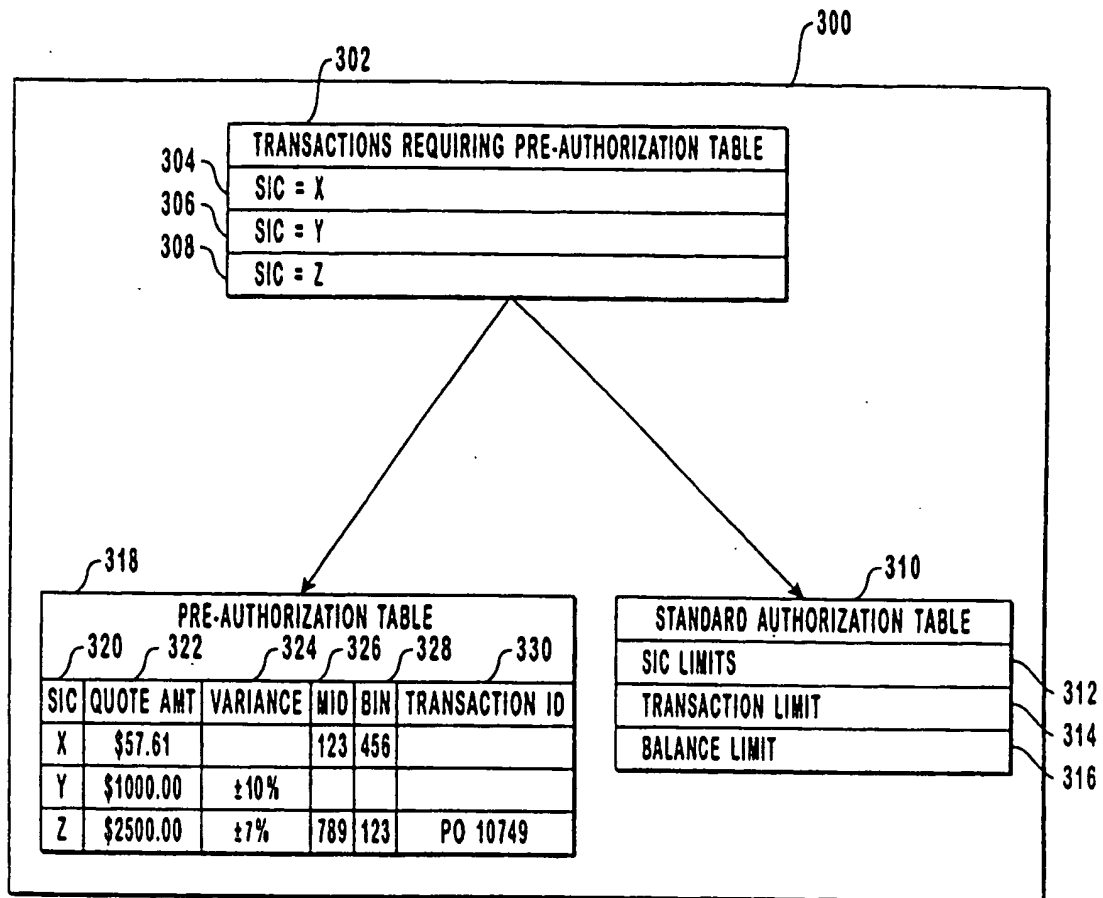 300
302
TRANSACTIONS REQUIRING PRE-AUTHORIZATION TABLE
304
SIC = X
306
SIC = Y
308
SIC = Z
318
PRE-AUTHORIZATION TABLE
320 322 324 326 328 330
SIC QUOTE AMT VARIANCE MID BIN TRANSACTION ID
X $57.61 123 456
Y $1000.00 ±10%
Z $2500.00 ±7% 789 123 PO 10749
310
STANDARD AUTHORIZATION TABLE
SIC LIMITS
312
TRANSACTION LIMIT
314
BALANCE LIMIT
316